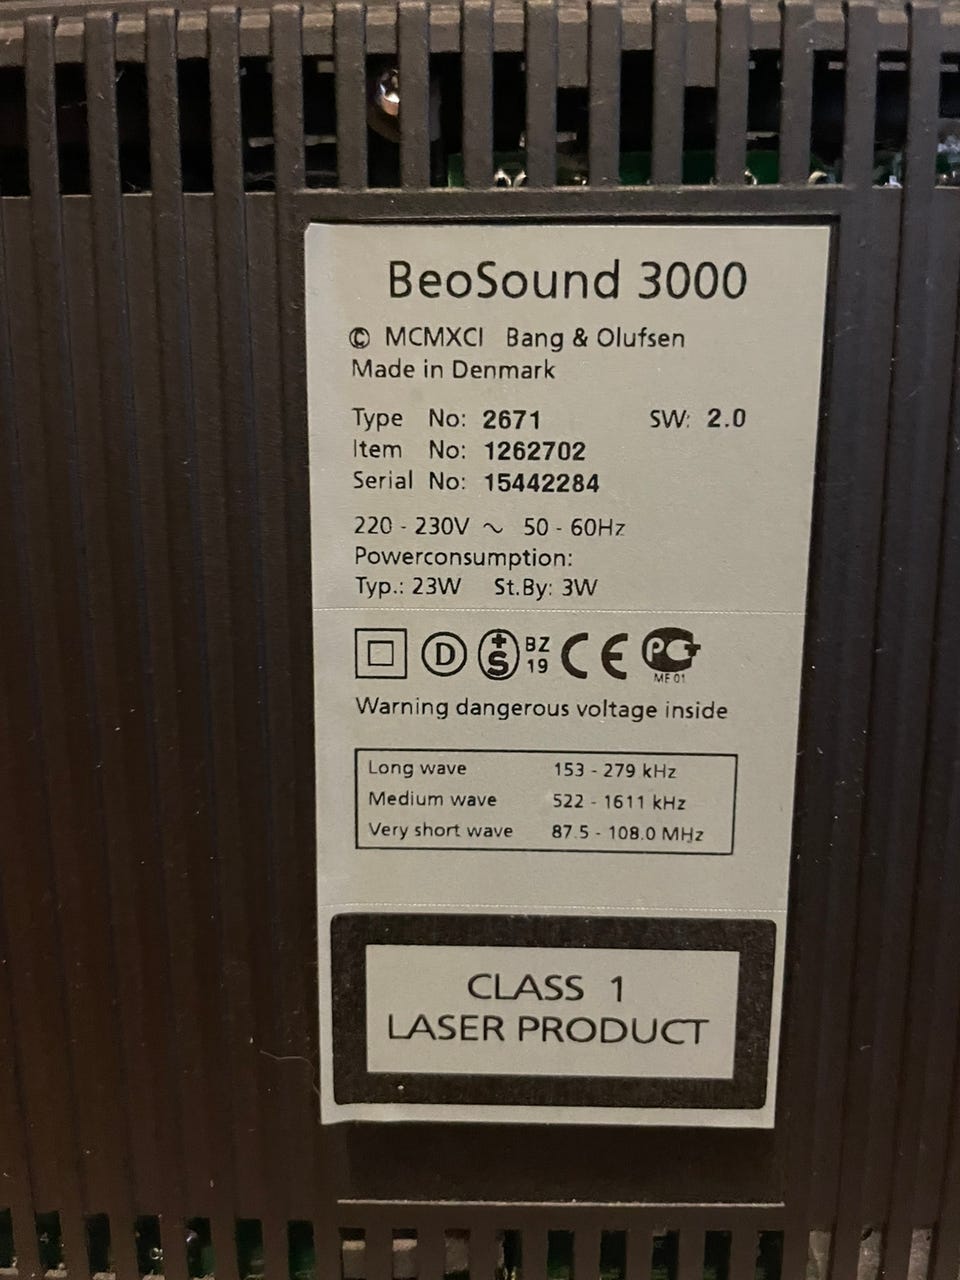 BeoSound 3000
© MCMXCI Bang & Olufsen
Made in Denmark
Type No: 2671 SW: 2.0
Item No: 1262702
Serial No: 15442284
220 - 230V ~ 50 - 60Hz
Powerconsumption:
Typ.: 23W St.By: 3W
D +S BZ 19 CE PCT
ME 01
Warning dangerous voltage inside
Long wave 153 - 279 kHz
Medium wave 522 - 1611 kHz
Very short wave 87.5 - 108.0 MHz
CLASS 1
LASER PRODUCT